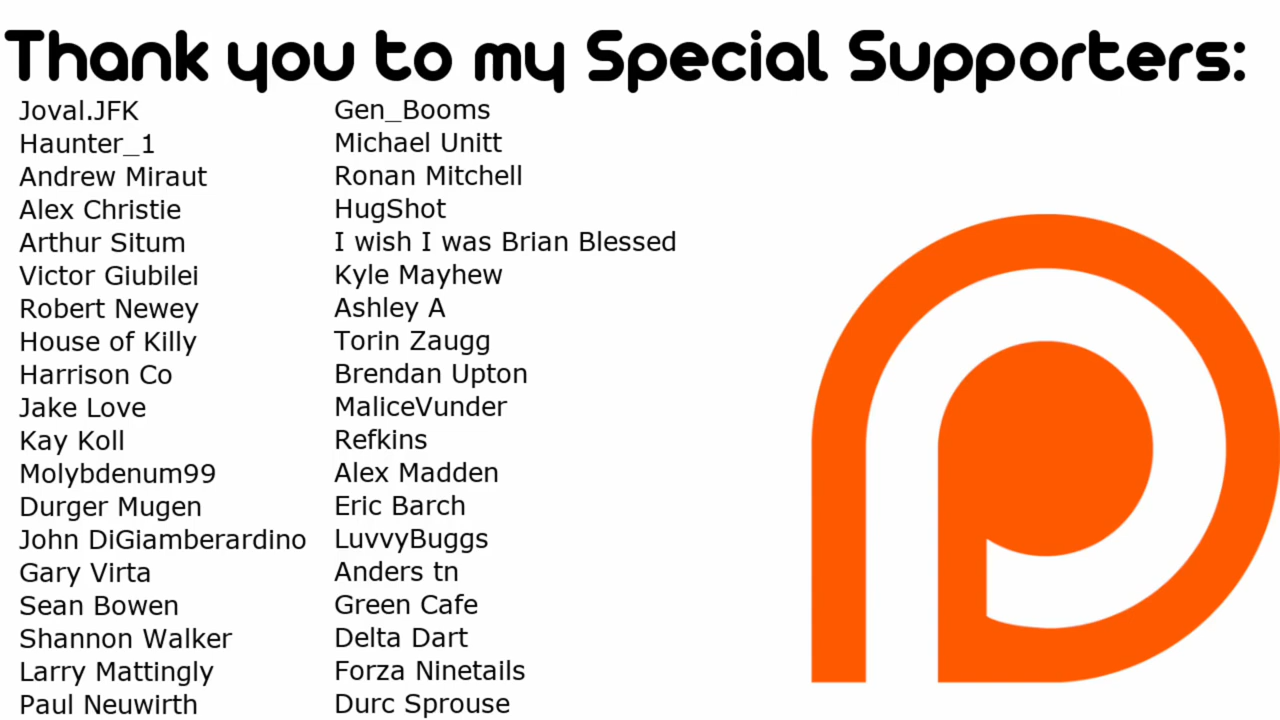 Thank you to my Special Supporters:
Joval.JFK
Haunter_1
Andrew Miraut
Alex Christie
Arthur Situm
Victor Giubilei
Robert Newey
House of Killy
Harrison Co
Jake Love
Kay Koll
Molybdenum99
Durger Mugen
John DiGiamberardino
Gary Virta
Sean Bowen
Shannon Walker
Larry Mattingly
Paul Neuwirth
Gen_Booms
Michael Unitt
Ronan Mitchell
HugShot
I wish I was Brian Blessed
Kyle Mayhew
Ashley A
Torin Zaugg
Brendan Upton
MaliceVunder
Refkins
Alex Madden
Eric Barch
LuvvyBuggs
Anders tn
Green Cafe
Delta Dart
Forza Ninetails
Durc Sprouse